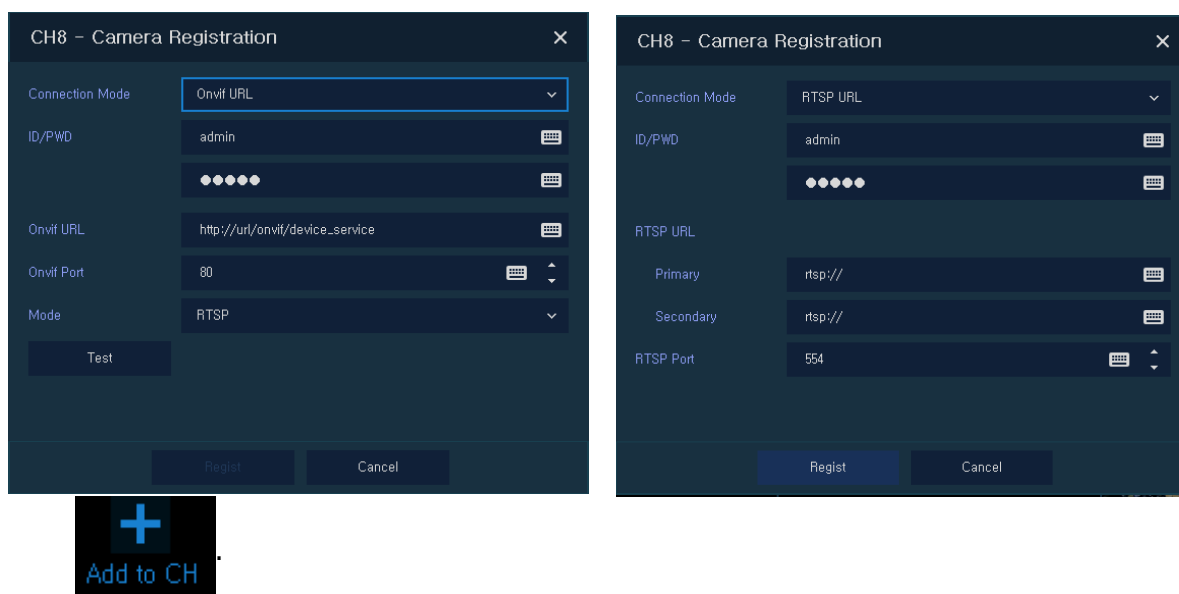 CH8 - Camera Registration ×
Connection Mode Onvif URL
ID/PWD admin
●●●●●
Onvif URL http://url/onvif/device_service
Onvif Port 80
Mode RTSP
Test
Regist Cancel
CH8 - Camera Registration ×
Connection Mode RTSP URL
ID/PWD admin
●●●●●
RTSP URL
Primary rtsp://
Secondary rtsp://
RTSP Port 554
Regist Cancel
+
Add to CH .